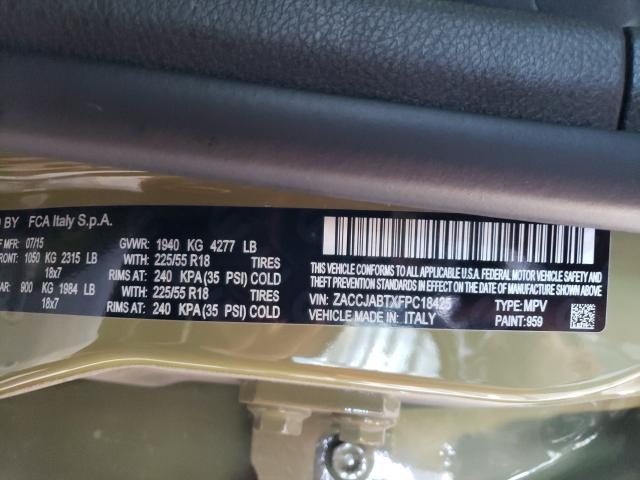 D BY FCA Italy S.p.A.
F MFR: 07/15 GVWR: 1940 KG 4277 LB
FRONT: 1050 KG 2315 LB WITH: 225/55 R18
18x7 RIMS AT: 240 KPA(35 PSI) COLD
AR: 900 KG 1984 LB WITH: 225/55 R18
18x7 RIMS AT: 240 KPA(35 PSI) COLD
THIS VEHICLE CONFORMS TO ALL APPLICABLE U.S.FEDERAL MOTOR VEHICLE SAFETY
AND THEFT PREVENTION STANDARDS IN EFFECT ON THE DATE OF MANUFACTURE SHOWN ABOVE
VIN: ZACCJABTXFPC18425 TYPE: MPV
VEHICLE MADE IN: ITALY PAINT:959